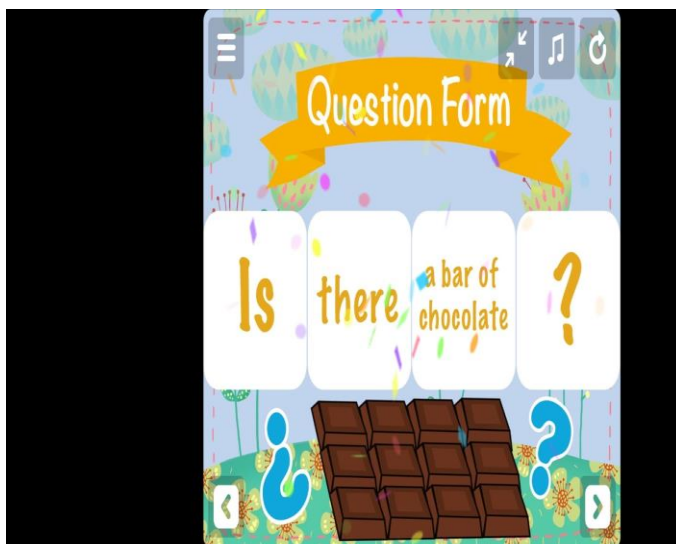 Question Form
Is
there
a bar of
chocolate
?
¿ ?